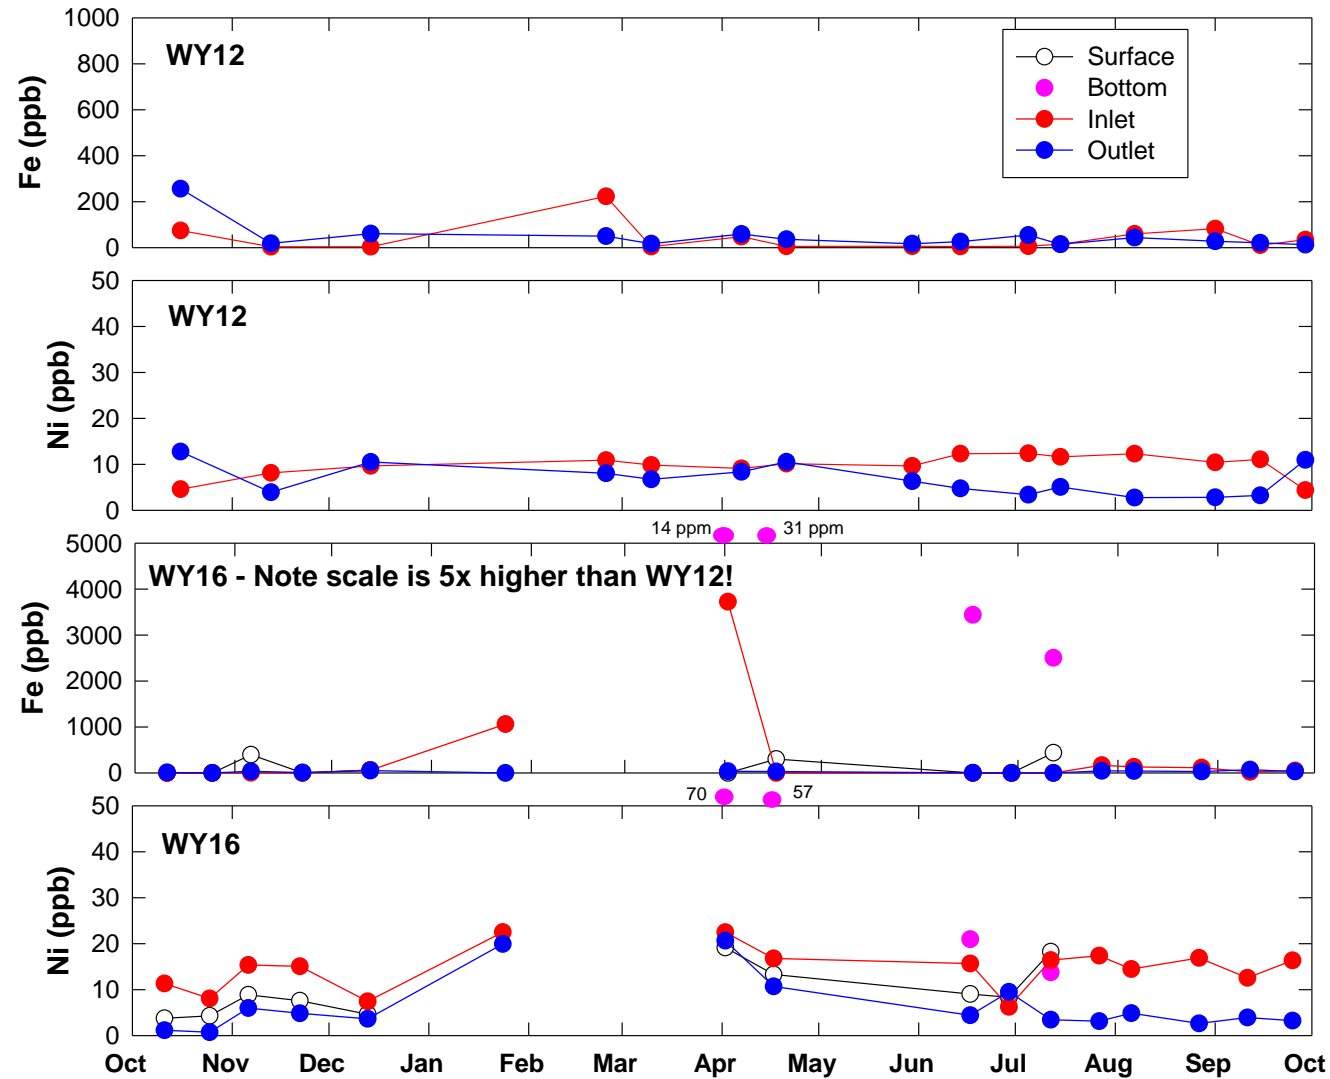 1000
800
600
400
200
0
Fe (ppb)
WY12
Surface
Bottom
Inlet
Outlet
50
40
30
20
10
0
Ni (ppb)
WY12
14 ppm
31 ppm
5000
4000
3000
2000
1000
0
Fe (ppb)
WY16 - Note scale is 5x higher than WY12!
70
57
50
40
30
20
10
0
Ni (ppb)
WY16
Oct Nov Dec Jan Feb Mar Apr May Jun Jul Aug Sep Oct